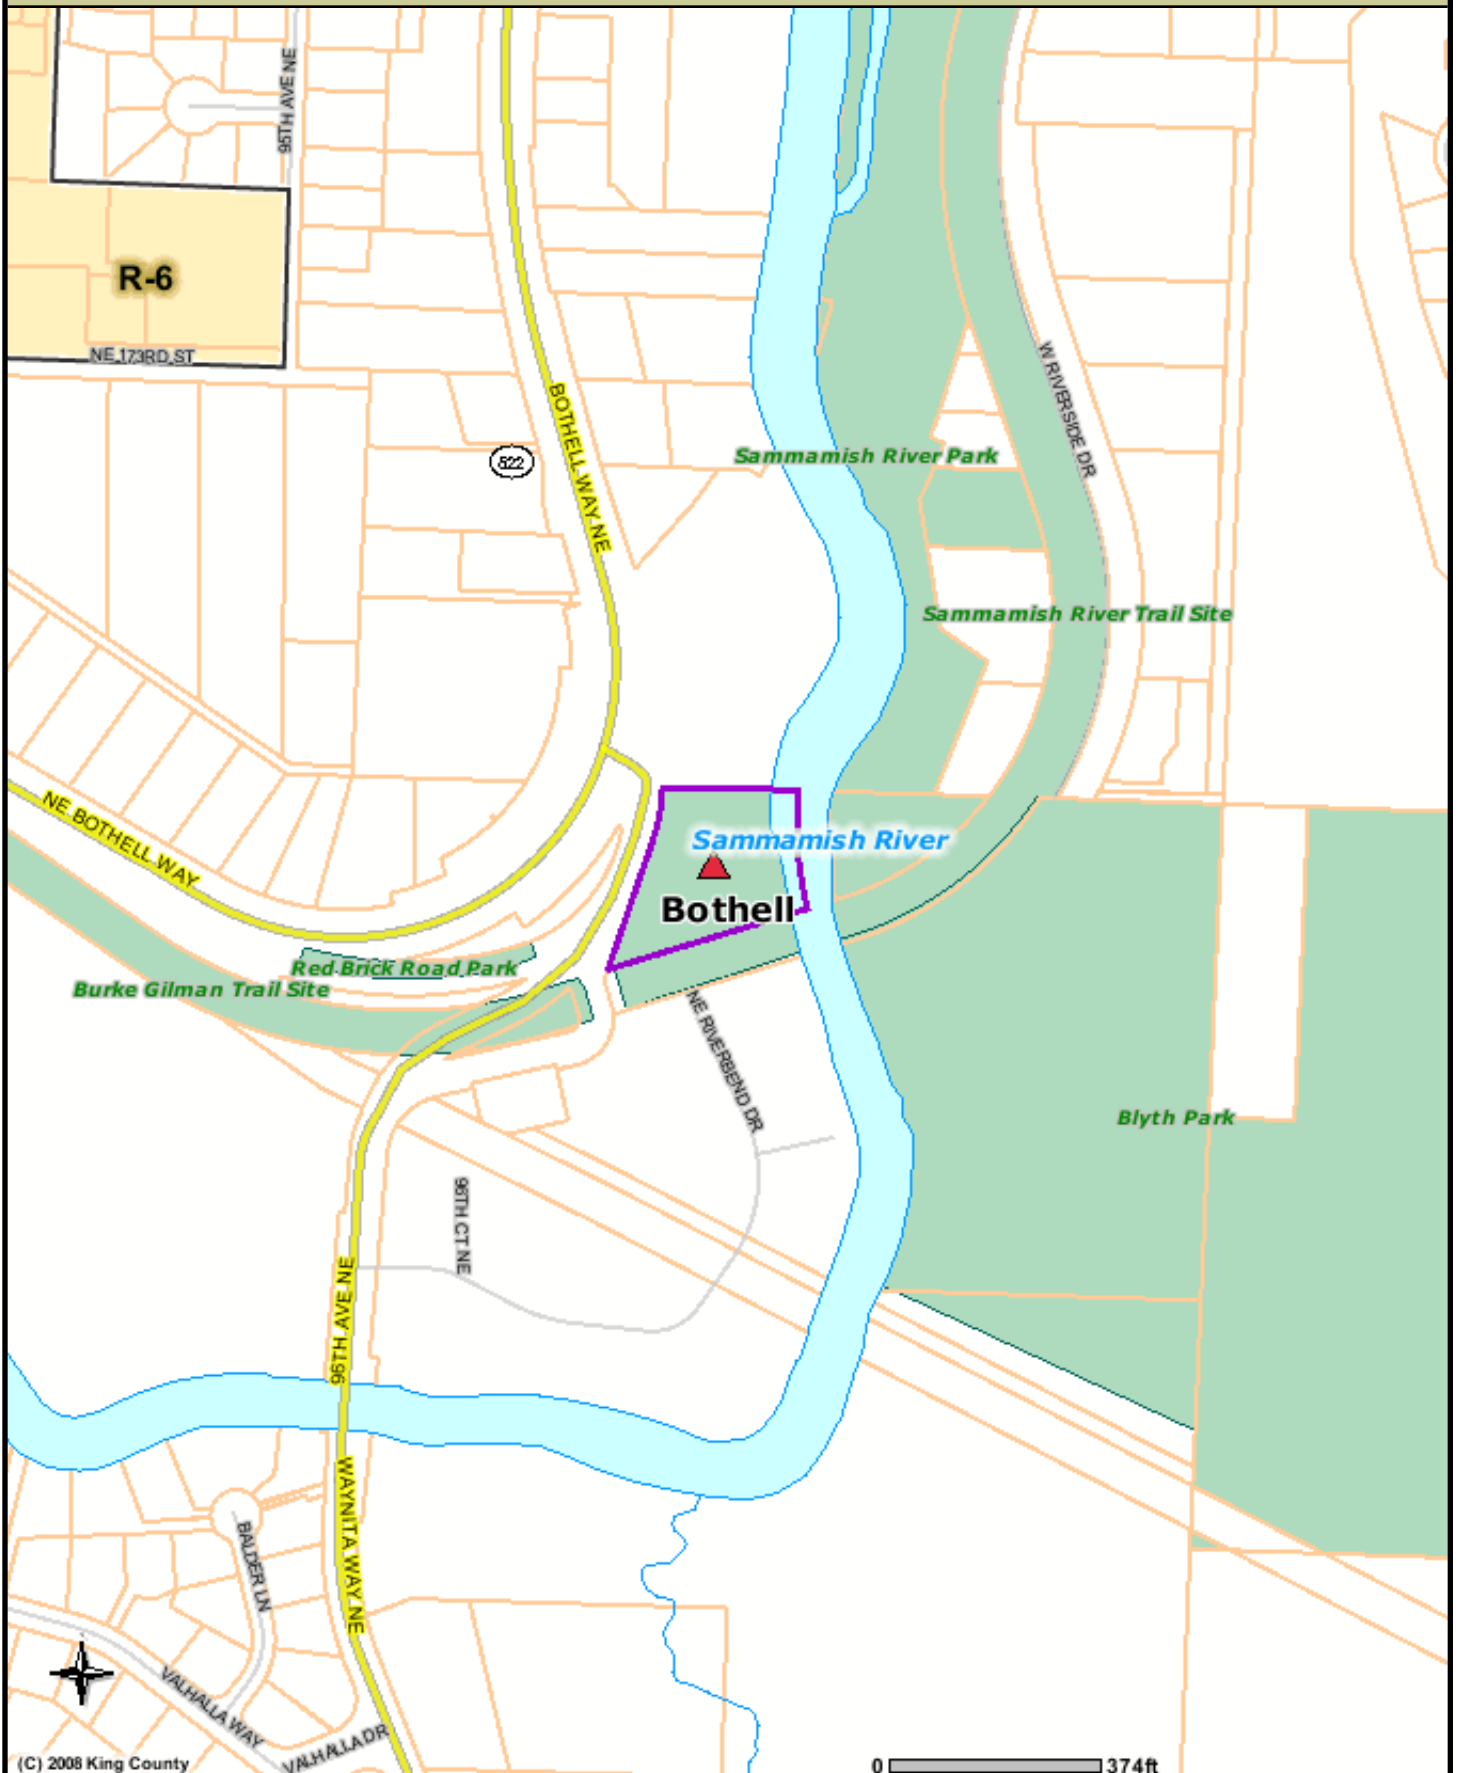 95TH AVE NE
R-6
NE 173RD ST
BOTHELL WAY NE
522
W RIVERSIDE DR
Sammamish River Park
Sammamish River Trail Site
NE BOTHELL WAY
Sammamish River
Bothell
Red Brick Road Park
Burke Gilman Trail Site
NE RIVERBEND DR
Blyth Park
96TH CT NE
96TH AVE NE
WAYNITA WAY NE
BALDER LN
VALHALLA WAY
VALHALLA DR
(C) 2008 King County
0 374ft